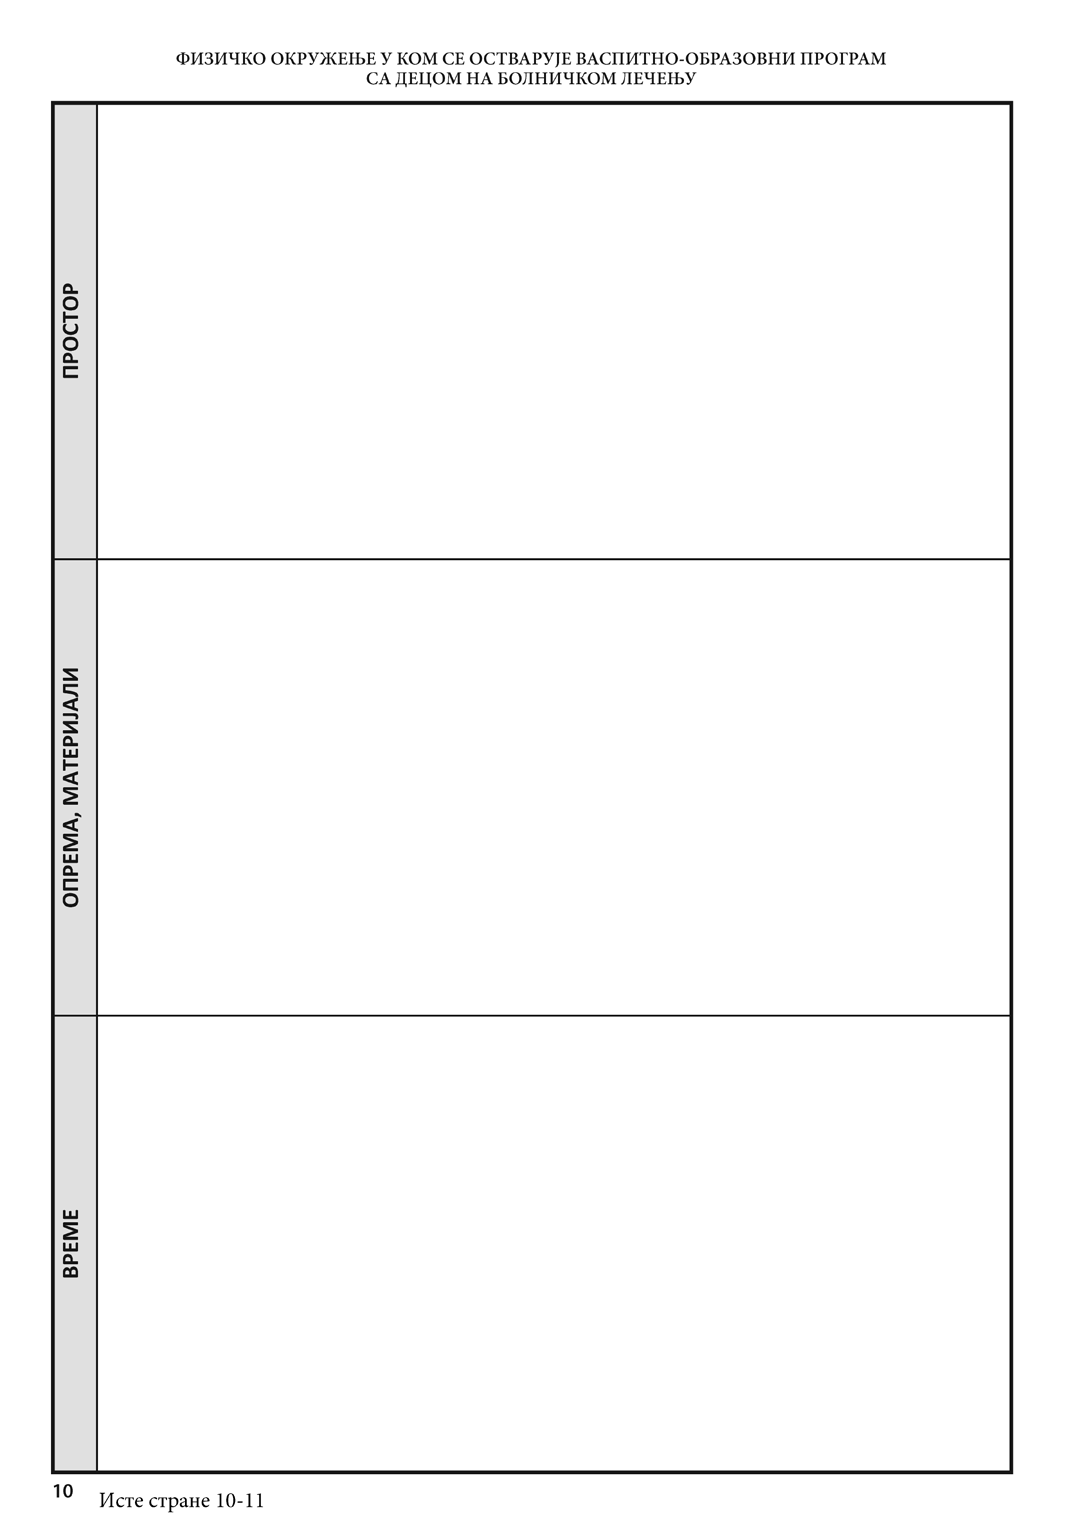 ФИЗИЧКО ОКРУЖЕЊЕ У КОМ СЕ ОСТВАРУЈЕ ВАСПИТНО-ОБРАЗОВНИ ПРОГРАМ
СА ДЕЦОМ НА БОЛНИЧКОМ ЛЕЧЕЊУ
ПРОСТОР
ОПРЕМА, МАТЕРИЈАЛИ
ВРЕМЕ
10
Исте стране 10-11